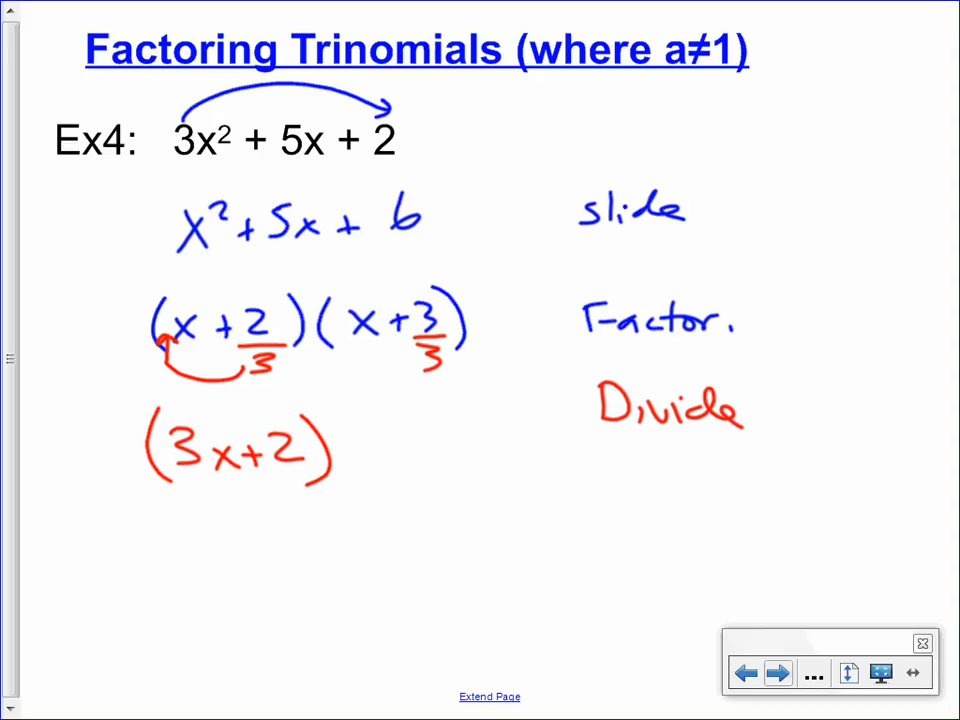 Factoring Trinomials (where a≠1)
Ex4: 3x² + 5x + 2
x² + 5x + 6 slide
(x + 2/3)(x + 3/3) Factor.
(3x+2) Divide
...
Extend Page